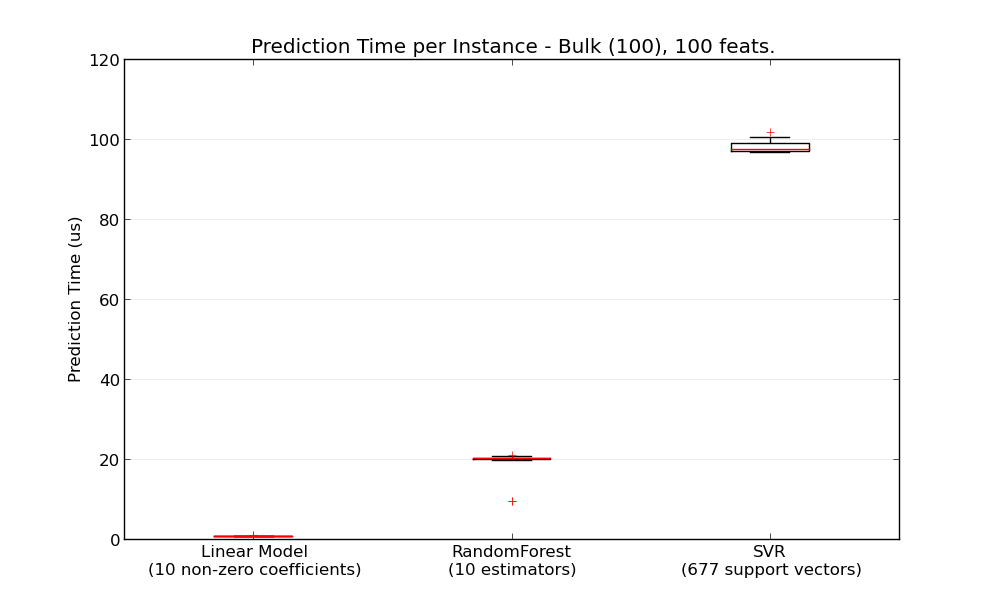 Prediction Time per Instance - Bulk (100), 100 feats.
120
100
80
60
40
20
0
Prediction Time (us)
Linear Model
(10 non-zero coefficients)
RandomForest
(10 estimators)
SVR
(677 support vectors)